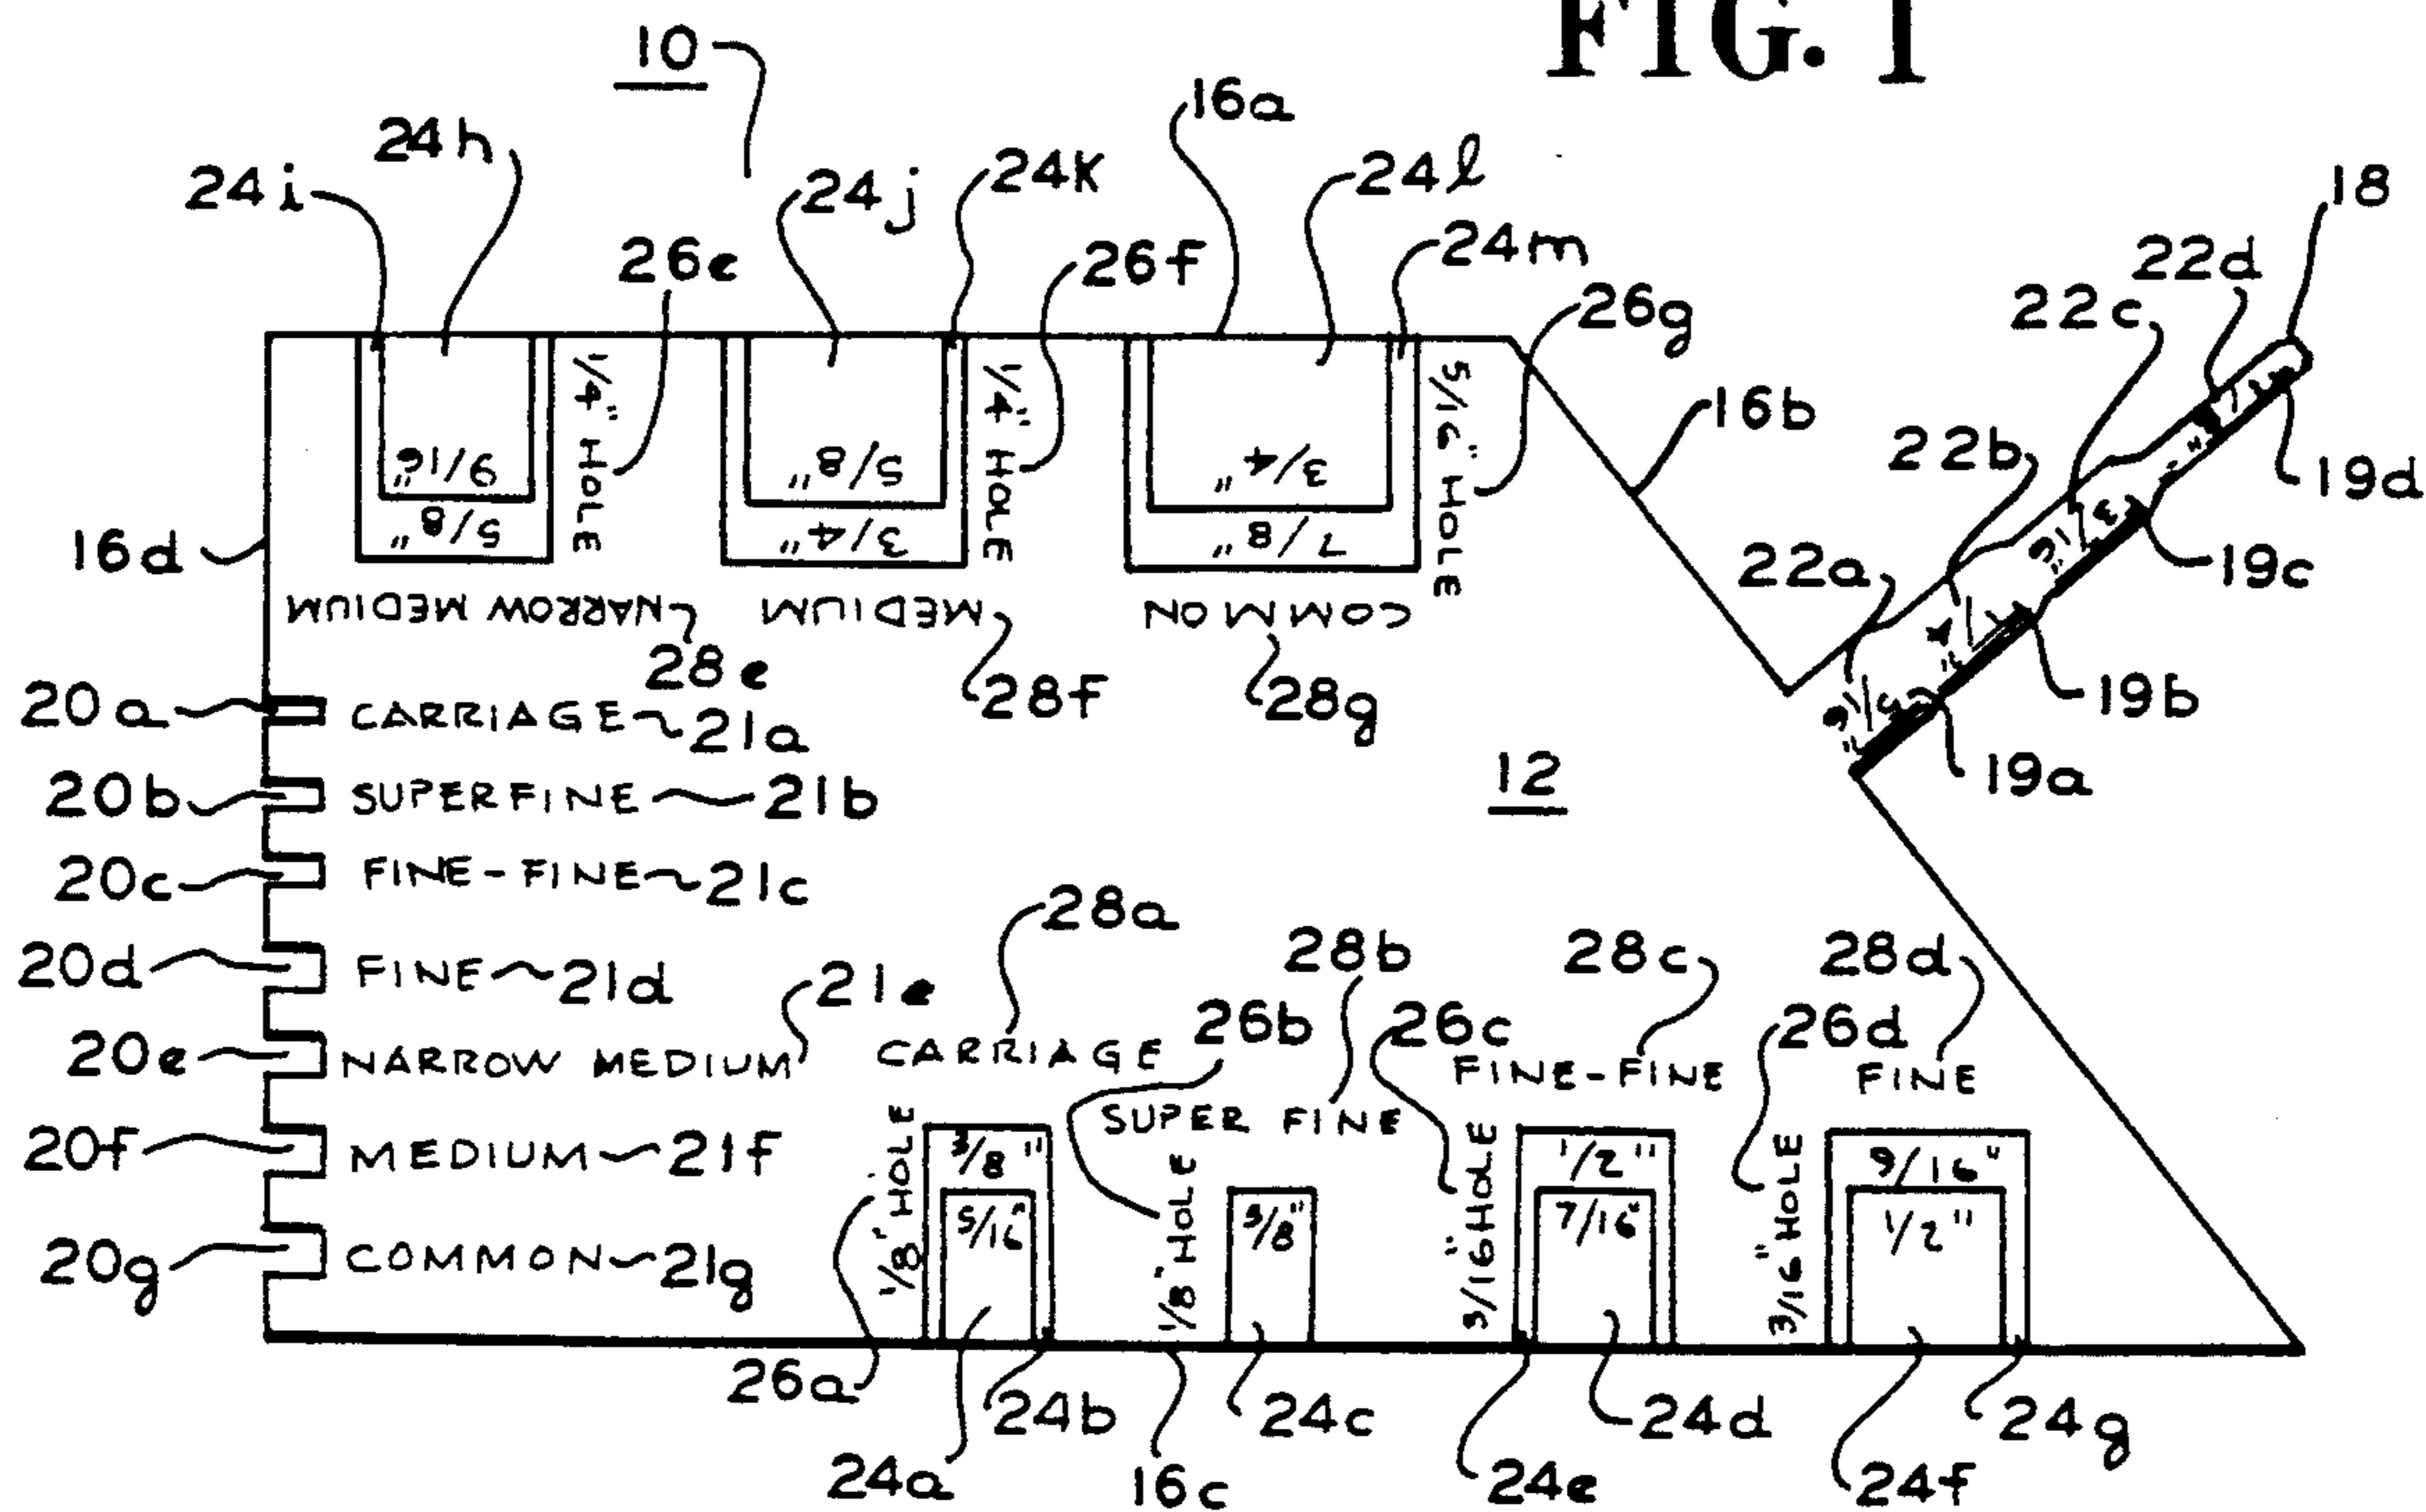 FIG. 1
10
16a
24h
24i
24j
24k
24l
18
26e
26f
24m
22d
26g
22c
1/4" HOLE
1/4" HOLE
5/16" HOLE
16b
22b
9/16"
5/8"
3/4"
19d
5/8"
3/4"
7/8"
16d
22a
19c
NARROW MEDIUM
MEDIUM
COMMON
28e
28f
28g
19b
20a
CARRIAGE
21a
12
19a
20b
SUPERFINE
21b
20c
FINE-FINE
21c
28a
28b
28c
28d
20d
FINE
21d
21e
26b
26c
26d
20e
NARROW MEDIUM
CARRIAGE
FINE-FINE
FINE
SUPER FINE
20f
MEDIUM
21f
1/8" HOLE
3/8"
1/8" HOLE
3/16" HOLE
1/2"
3/16" HOLE
9/16"
5/16"
3/8"
7/16"
1/2"
20g
COMMON
21g
26a
24b
24c
24d
24g
24a
16c
24e
24f